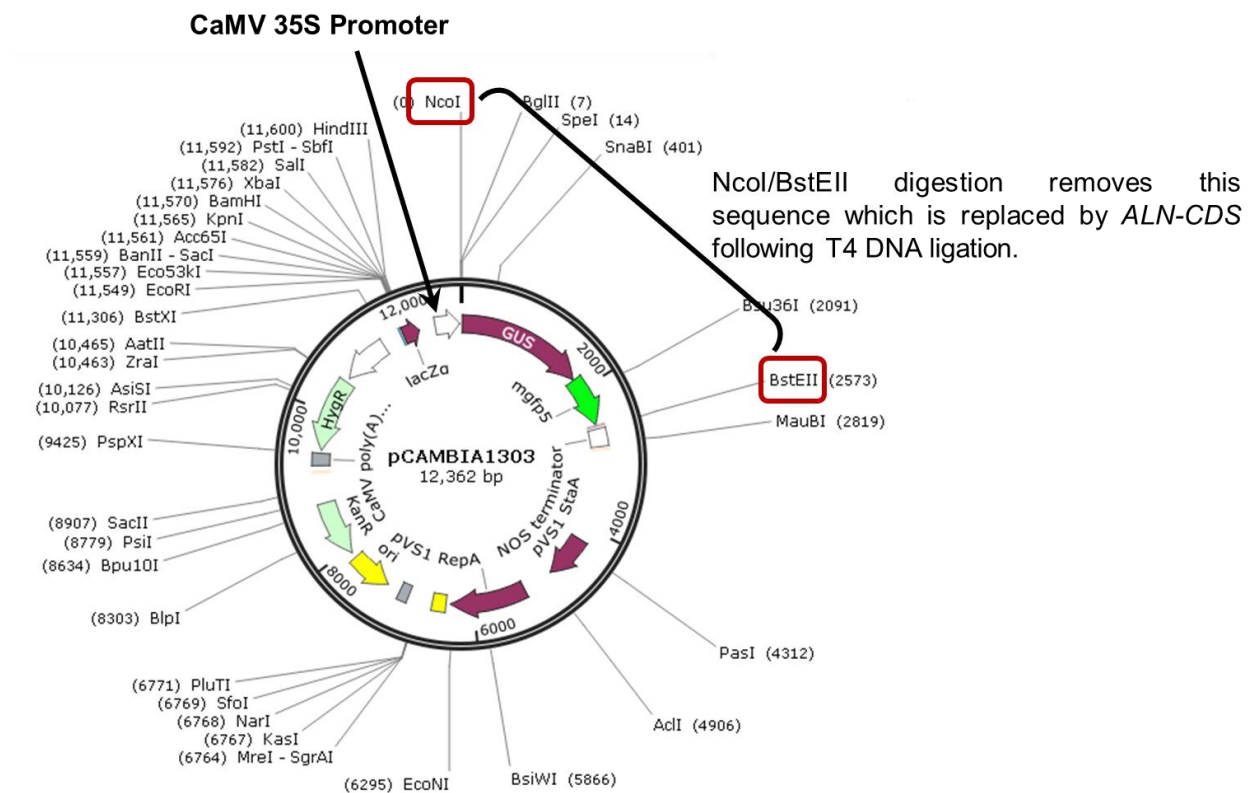 CaMV 35S Promoter
(0) NcoI
BglII (7)
SpeI (14)
SnaBI (401)
NcoI/BstEII digestion removes this
sequence which is replaced by ALN-CDS
following T4 DNA ligation.
Bsu36I (2091)
BstEII (2573)
MauBI (2819)
PasI (4312)
AclI (4906)
BsiWI (5866)
(6295) EcoNI
(6764) MreI - SgrAI
(6767) KasI
(6768) NarI
(6769) SfoI
(6771) PluTI
(8303) BlpI
(8634) Bpu10I
(8779) PsiI
(8907) SacII
(9425) PspXI
(10,077) RsrII
(10,126) AsiSI
(10,463) ZraI
(10,465) AatII
(11,306) BstXI
(11,549) EcoRI
(11,557) Eco53kI
(11,559) BanII - SacI
(11,561) Acc65I
(11,565) KpnI
(11,570) BamHI
(11,576) XbaI
(11,582) SalI
(11,592) PstI - SbfI
(11,600) HindIII
12,000
2000
4000
6000
8000
10,000
GUS
mgfp5
NOS terminator
pVS1 StaA
pVS1 RepA
ori
KanR
CaMV poly(A)...
HygR
lacZα
pCAMBIA1303
12,362 bp